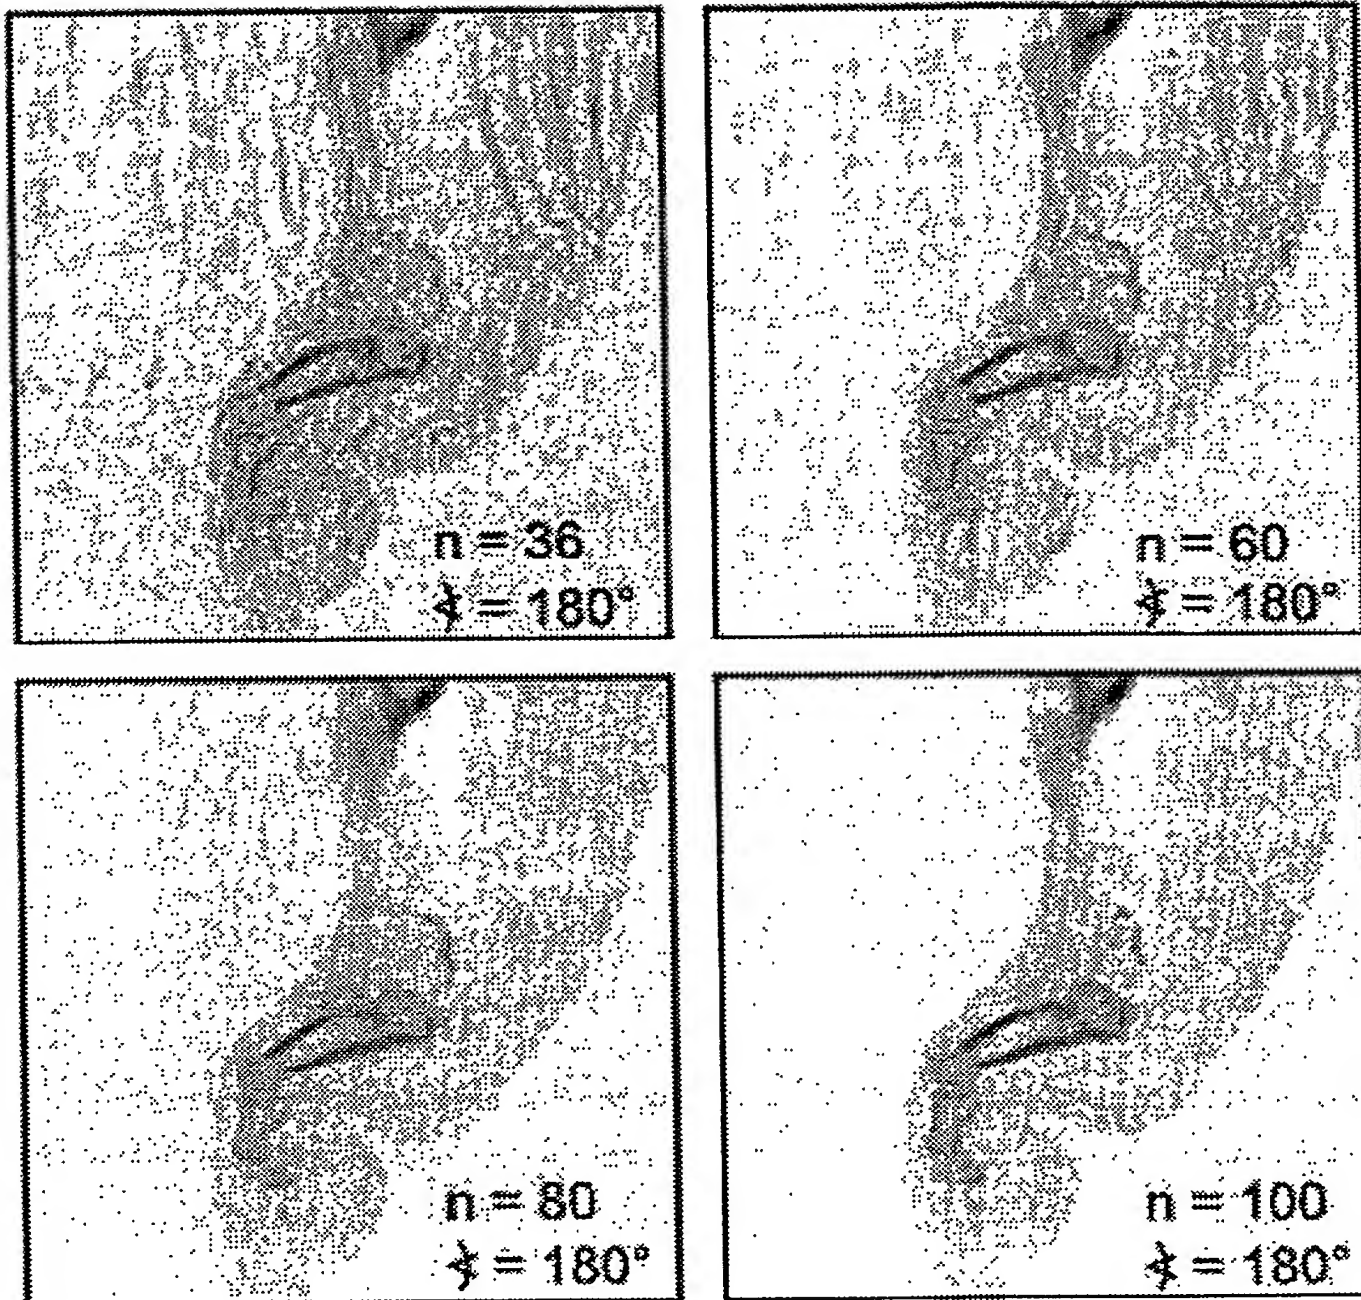 n = 36
∢ = 180°
n = 60
∢ = 180°
n = 80
∢ = 180°
n = 100
∢ = 180°